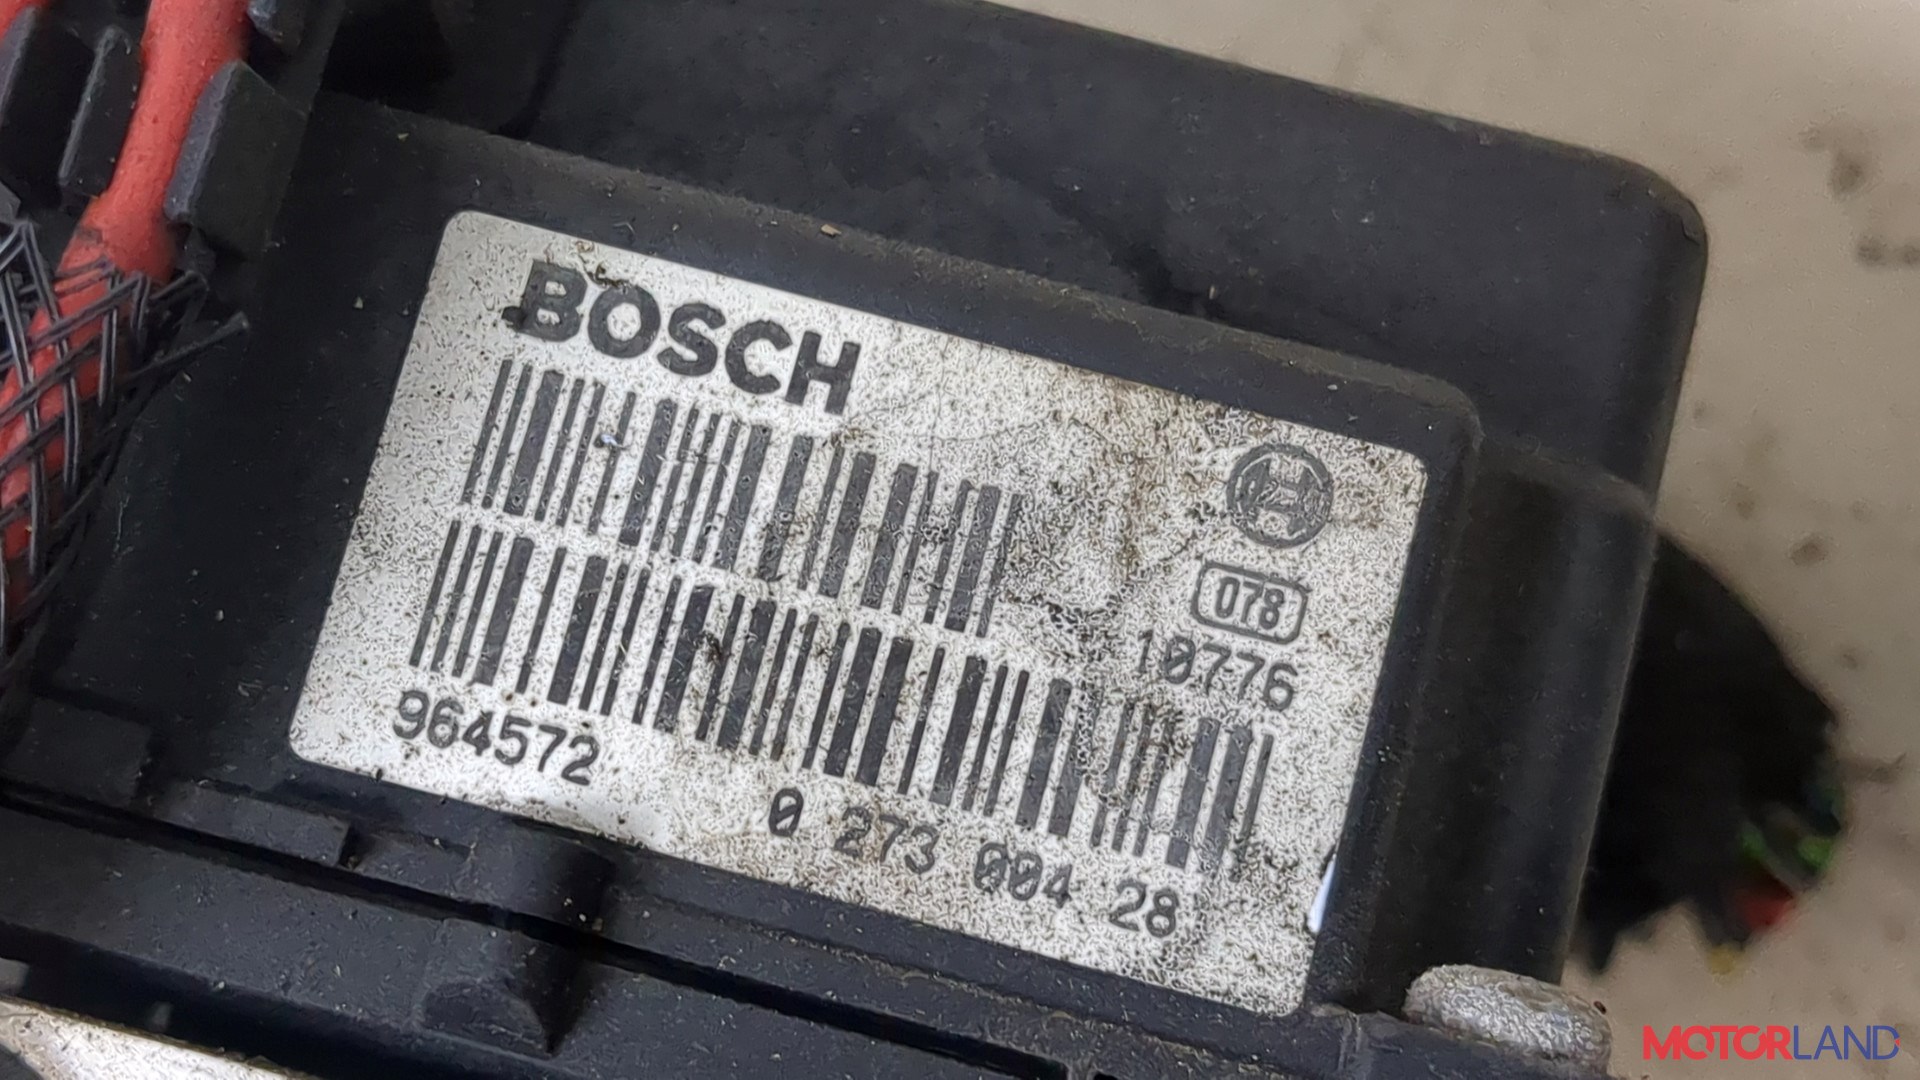 BOSCH
078
10776
964572
0 273 004 28
MOTORLAND